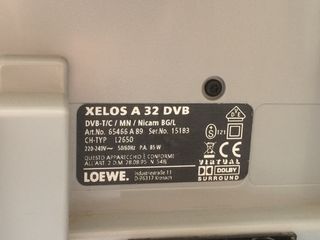 XELOS A 32 DVB
DVB-T/C / MN / Nicam BG/L
Art.No. 65466 A 89 Ser.No. 15183
CH-TYP L2650
220-240V~ 50/60Hz P.A. 85 W
QUESTO APPARECCHIO È CONFORME
ALL'ART. 2 D.M. 28.08.95 N. 548
LOEWE.
Industriestraße 11
D-96317 Kronach
121
VIRTUAL
DOLBY
SURROUND